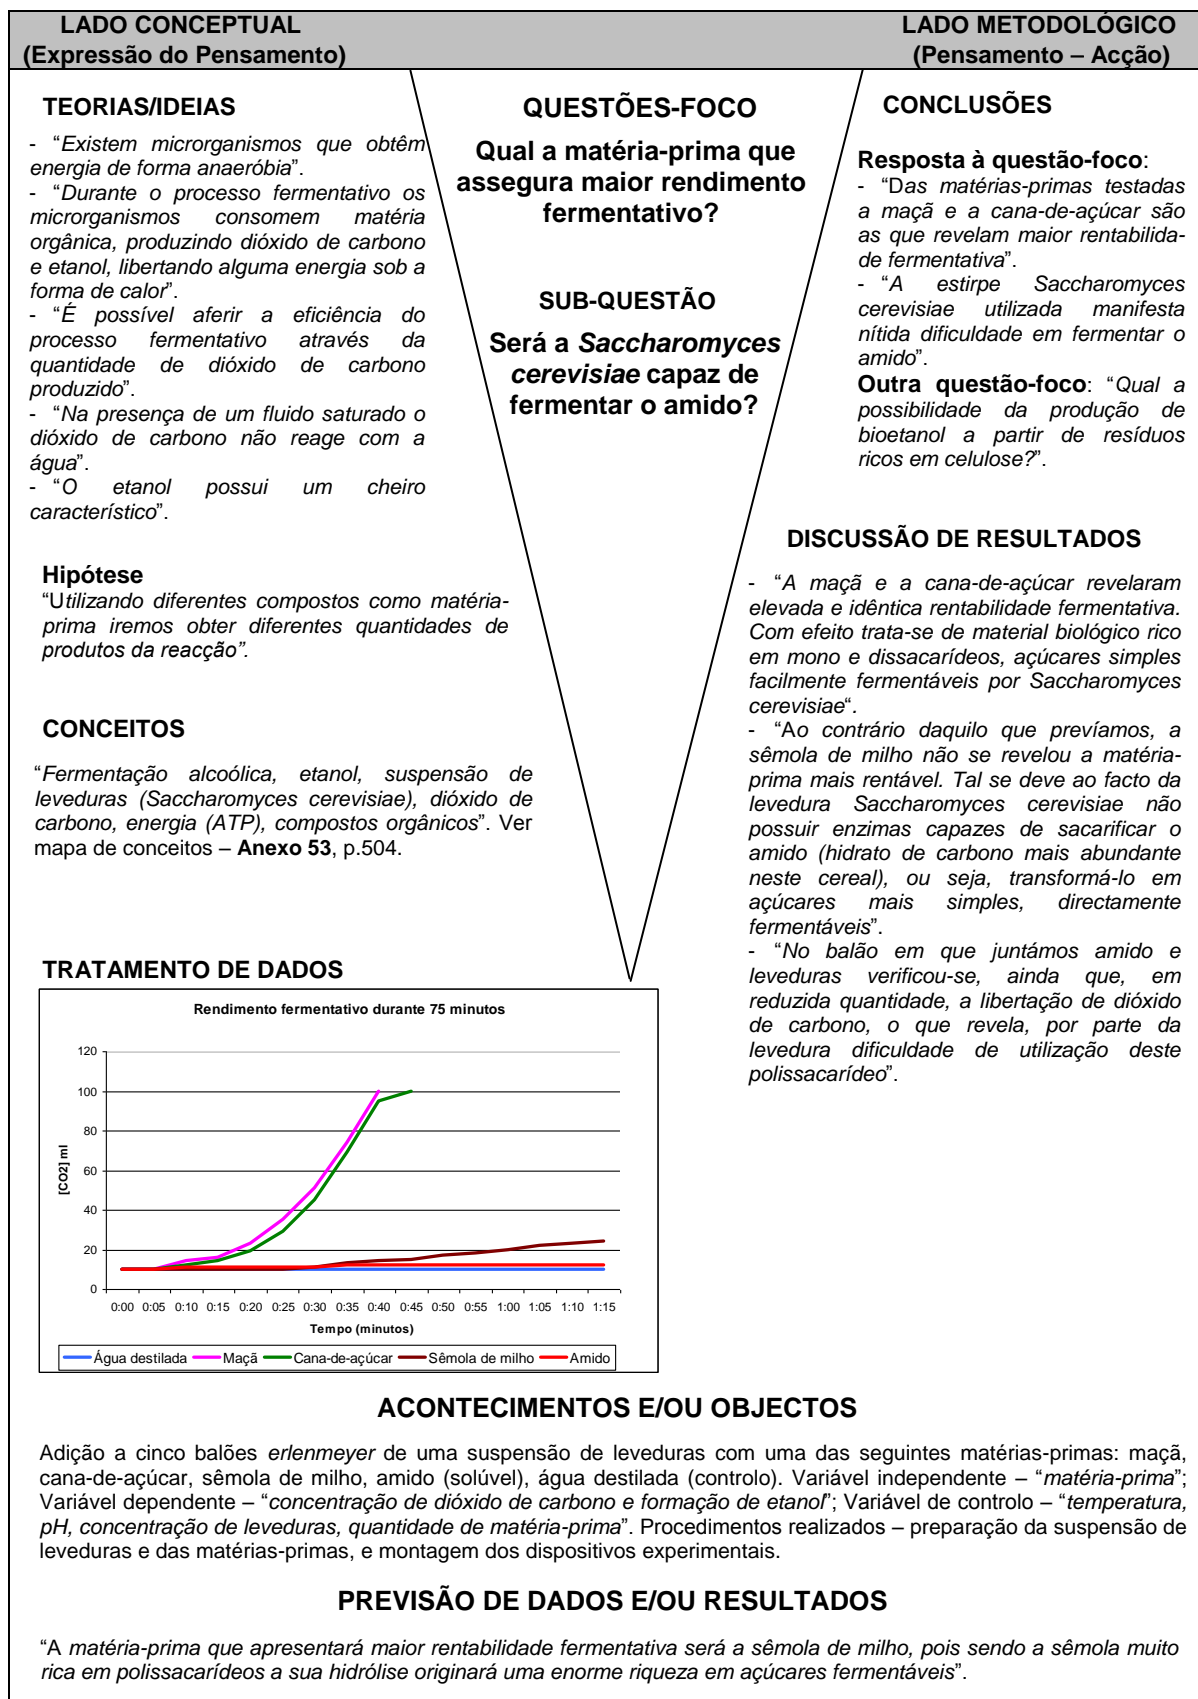 LADO CONCEPTUAL
(Expressão do Pensamento)
LADO METODOLÓGICO
(Pensamento – Acção)
TEORIAS/IDEIAS
- “Existem microrganismos que obtêm
energia de forma anaeróbia”.
- “Durante o processo fermentativo os
microrganismos consomem matéria
orgânica, produzindo dióxido de carbono
e etanol, libertando alguma energia sob a
forma de calor”.
- “É possível aferir a eficiência do
processo fermentativo através da
quantidade de dióxido de carbono
produzido”.
- “Na presença de um fluido saturado o
dióxido de carbono não reage com a
água”.
- “O etanol possui um cheiro
característico”.
Hipótese
“Utilizando diferentes compostos como matéria-
prima iremos obter diferentes quantidades de
produtos da reacção”.
CONCEITOS
“Fermentação alcoólica, etanol, suspensão de
leveduras (Saccharomyces cerevisiae), dióxido de
carbono, energia (ATP), compostos orgânicos”. Ver
mapa de conceitos – Anexo 53, p.504.
QUESTÕES-FOCO
Qual a matéria-prima que
assegura maior rendimento
fermentativo?
SUB-QUESTÃO
Será a Saccharomyces
cerevisiae capaz de
fermentar o amido?
CONCLUSÕES
Resposta à questão-foco:
- “Das matérias-primas testadas
a maçã e a cana-de-açúcar são
as que revelam maior rentabilida-
de fermentativa”.
- “A estirpe Saccharomyces
cerevisiae utilizada manifesta
nítida dificuldade em fermentar o
amido”.
Outra questão-foco: “Qual a
possibilidade da produção de
bioetanol a partir de resíduos
ricos em celulose?”.
DISCUSSÃO DE RESULTADOS
- “A maçã e a cana-de-açúcar revelaram
elevada e idêntica rentabilidade fermentativa.
Com efeito trata-se de material biológico rico
em mono e dissacarídeos, açúcares simples
facilmente fermentáveis por Saccharomyces
cerevisiae“.
- “Ao contrário daquilo que prevíamos, a
sêmola de milho não se revelou a matéria-
prima mais rentável. Tal se deve ao facto da
levedura Saccharomyces cerevisiae não
possuir enzimas capazes de sacarificar o
amido (hidrato de carbono mais abundante
neste cereal), ou seja, transformá-lo em
açúcares mais simples, directamente
fermentáveis”.
- “No balão em que juntámos amido e
leveduras verificou-se, ainda que, em
reduzida quantidade, a libertação de dióxido
de carbono, o que revela, por parte da
levedura dificuldade de utilização deste
polissacarídeo”.
TRATAMENTO DE DADOS
Rendimento fermentativo durante 75 minutos
120
100
80
60
40
20
0
[CO2] ml
0:00 0:05 0:10 0:15 0:20 0:25 0:30 0:35 0:40 0:45 0:50 0:55 1:00 1:05 1:10 1:15
Tempo (minutos)
Água destilada Maçã Cana-de-açúcar Sêmola de milho Amido
ACONTECIMENTOS E/OU OBJECTOS
Adição a cinco balões erlenmeyer de uma suspensão de leveduras com uma das seguintes matérias-primas: maçã,
cana-de-açúcar, sêmola de milho, amido (solúvel), água destilada (controlo). Variável independente – “matéria-prima”;
Variável dependente – “concentração de dióxido de carbono e formação de etanol”; Variável de controlo – “temperatura,
pH, concentração de leveduras, quantidade de matéria-prima”. Procedimentos realizados – preparação da suspensão de
leveduras e das matérias-primas, e montagem dos dispositivos experimentais.
PREVISÃO DE DADOS E/OU RESULTADOS
“A matéria-prima que apresentará maior rentabilidade fermentativa será a sêmola de milho, pois sendo a sêmola muito
rica em polissacarídeos a sua hidrólise originará uma enorme riqueza em açúcares fermentáveis”.